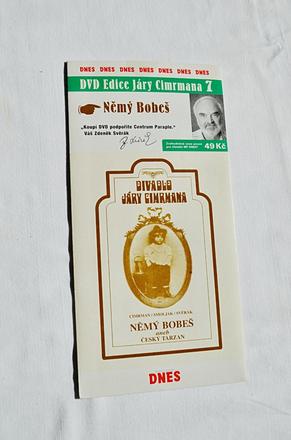 DNES DNES DNES DNES DNES DNES DNES
DVD Edice Járy Cimrmana 7
Němý Bobeš
„Koupí DVD podpoříte Centrum Paraple.“
Váš Zdeněk Svěrák
49 Kč
DIVADLO
JÁRY CIMRMANA
CIMRMAN / SMOLJAK / SVĚRÁK
NĚMÝ BOBEŠ
aneb
ČESKÝ TARZAN
DNES